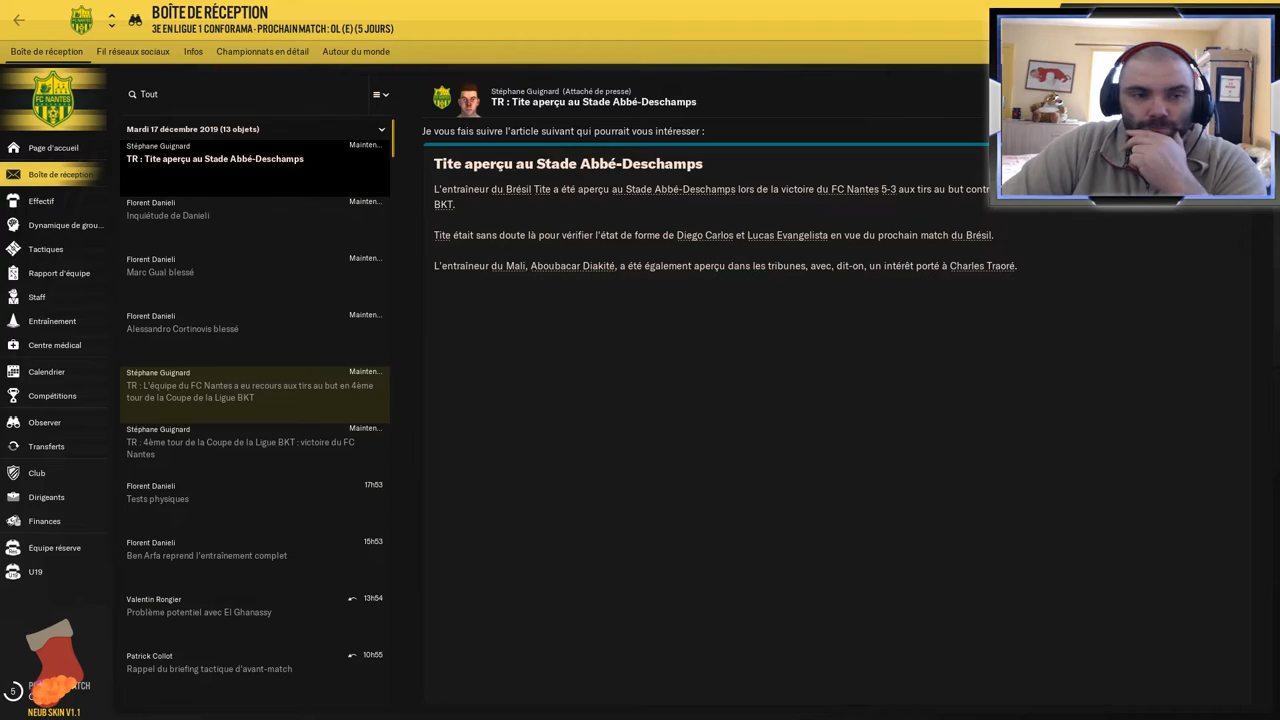 BOÎTE DE RÉCEPTION
3E EN LIGUE 1 CONFORAMA - PROCHAIN MATCH : OL (E) (5 JOURS)
Boîte de réception Fil réseaux sociaux Infos Championnats en détail Autour du monde
FC NANTES
Page d'accueil
Boîte de réception
Effectif
Dynamique de grou...
Tactiques
Rapport d'équipe
Staff
Entraînement
Centre médical
Calendrier
Compétitions
Observer
Transferts
Club
Dirigeants
Finances
Équipe réserve
U19
5
NEUB SKIN V1.1
Tout
Mardi 17 décembre 2019 (13 objets)
Stéphane Guignard Mainten...
TR : Tite aperçu au Stade Abbé-Deschamps
Florent Danieli Mainten...
Inquiétude de Danieli
Florent Danieli Mainten...
Marc Gual blessé
Florent Danieli Mainten...
Alessandro Cortinovis blessé
Stéphane Guignard Mainten...
TR : L'équipe du FC Nantes a eu recours aux tirs au but en 4ème
tour de la Coupe de la Ligue BKT
Stéphane Guignard Mainten...
TR : 4ème tour de la Coupe de la Ligue BKT : victoire du FC
Nantes
Florent Danieli 17h53
Tests physiques
Florent Danieli 15h53
Ben Arfa reprend l'entraînement complet
Valentin Rongier 13h54
Problème potentiel avec El Ghanassy
Patrick Collot 10h55
Rappel du briefing tactique d'avant-match
Stéphane Guignard (Attaché de presse)
TR : Tite aperçu au Stade Abbé-Deschamps
Je vous fais suivre l'article suivant qui pourrait vous intéresser :
Tite aperçu au Stade Abbé-Deschamps
L'entraîneur du Brésil Tite a été aperçu au Stade Abbé-Deschamps lors de la victoire du FC Nantes 5-3 aux tirs au but cont
BKT.
Tite était sans doute là pour vérifier l'état de forme de Diego Carlos et Lucas Evangelista en vue du prochain match du Brésil.
L'entraîneur du Mali, Aboubacar Diakité, a été également aperçu dans les tribunes, avec, dit-on, un intérêt porté à Charles Traoré.